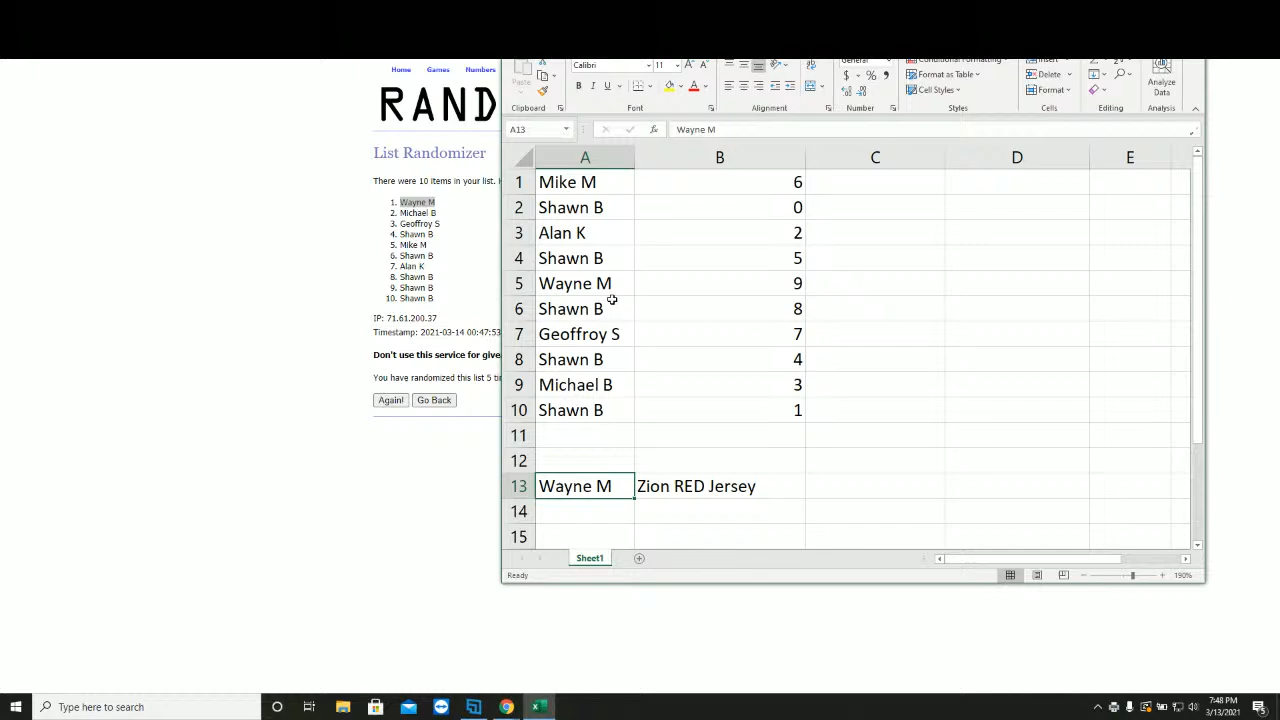 Home Games Numbers
RAND
List Randomizer
There were 10 items in your list.
1. Wayne M
2. Michael B
3. Geoffroy S
4. Shawn B
5. Mike M
6. Shawn B
7. Alan K
8. Shawn B
9. Shawn B
10. Shawn B
IP: 71.61.200.37
Timestamp: 2021-03-14 00:47:53
Don't use this service for give
You have randomized this list 5 ti
Again! Go Back
Paste
Calibri 11
General
Conditional Formatting
Format as Table
Cell Styles
Insert
Delete
Format
Analyze
Data
Clipboard Font Alignment Number Styles Cells Editing Analysis
A13 fx Wayne M
A B C D E
1 Mike M 6
2 Shawn B 0
3 Alan K 2
4 Shawn B 5
5 Wayne M 9
6 Shawn B 8
7 Geoffroy S 7
8 Shawn B 4
9 Michael B 3
10 Shawn B 1
11
12
13 Wayne M Zion RED Jersey
14
15
Sheet1
Ready 190%
Type here to search
7:48 PM
3/13/2021
5